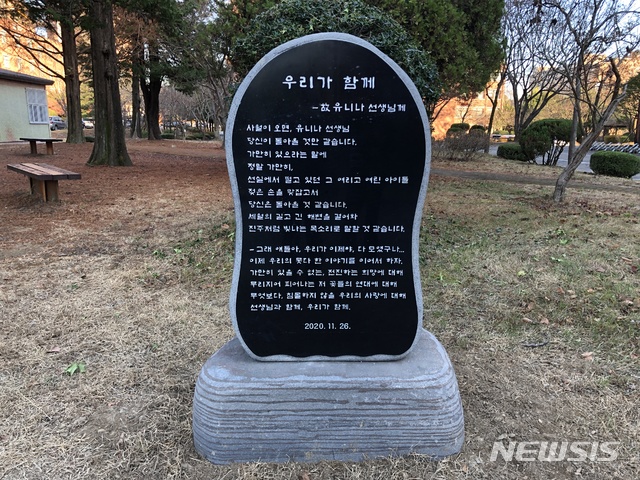 우리가 함께
- 故 유니나 선생님께
사월이 오면, 유니나 선생님
당신이 돌아올 것만 같습니다.
가만히 있으라는 말에
정말 가만히,
선실에서 믿고 있던 그 어리고 어린 아이들
젖은 손을 맞잡고서
당신은 돌아올 것 같습니다.
세월의 길고 긴 해변을 걸어와
진주처럼 빛나는 목소리로 말할 것 같습니다.
- 그래 얘들아, 우리가 이제야, 다 모였구나...
이제 우리의 못다 한 이야기를 이어서 하자.
가만히 있을 수 없는, 전진하는 희망에 대해
무리지어 피어나는 저 꽃들의 연대에 대해
무엇보다, 침몰하지 않을 우리의 사랑에 대해
선생님과 함께, 우리가 함께.
2020. 11. 26.
NEWSIS